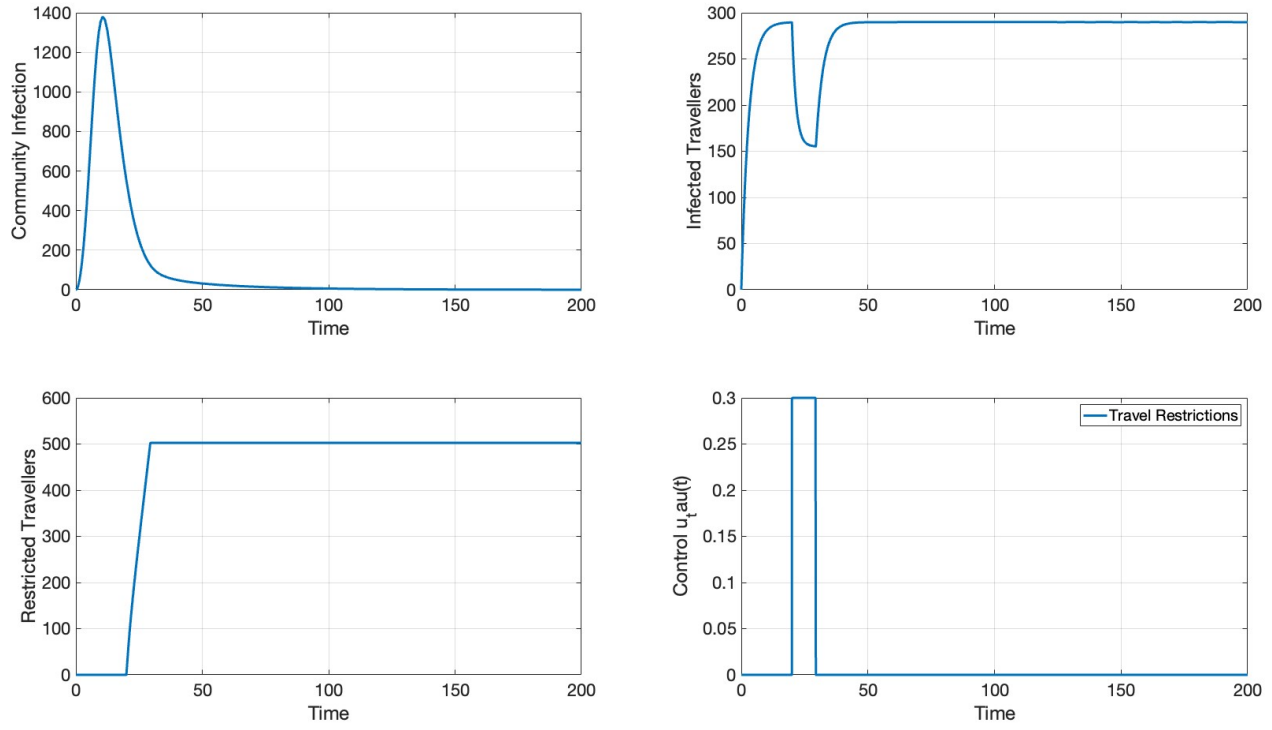 Community Infection
1400
1200
1000
800
600
400
200
0
0 50 100 150 200
Time
Infected Travellers
300
250
200
150
100
50
0
0 50 100 150 200
Time
Restricted Travellers
600
500
400
300
200
100
0
0 50 100 150 200
Time
Control u_tau(t)
0.3
0.25
0.2
0.15
0.1
0.05
0
Travel Restrictions
0 50 100 150 200
Time